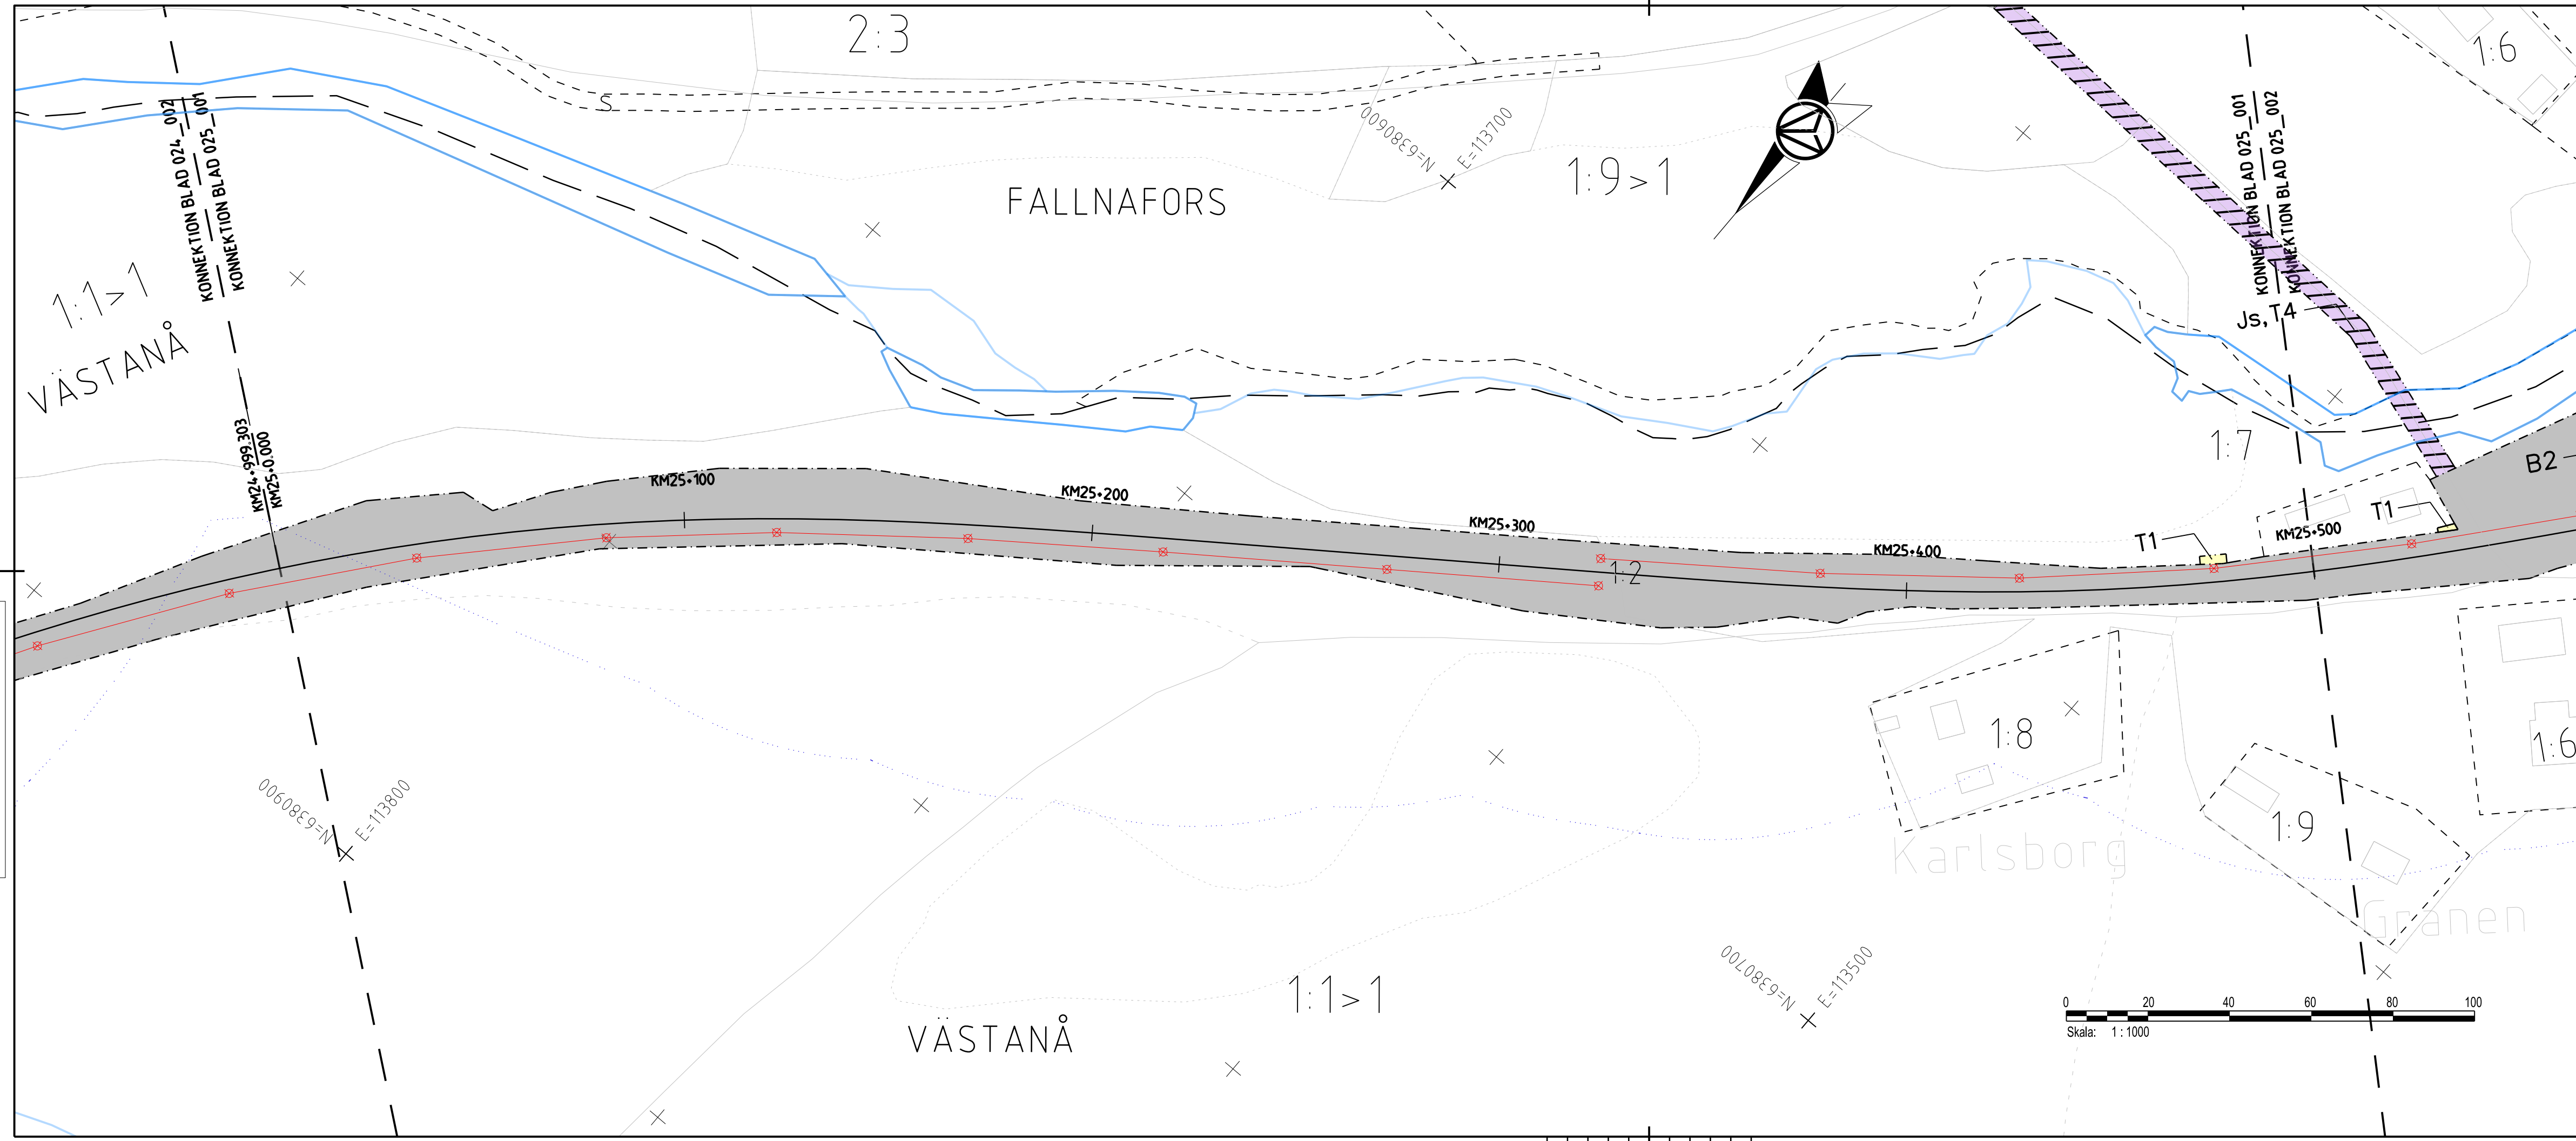 2:3
1:6
S
KONNEKTION BLAD 024_002
KONNEKTION BLAD 025_001
KONNEKTION BLAD 025_001
KONNEKTION BLAD 025_002
N=6380900
E=113700
1:9>1
FALLNAFORS
1:1>1
VÄSTANÅ
Js,T4
1:7
B2
KM24+999.303
KM25+0.000
KM25+100
KM25+200
KM25+300
KM25+400
KM25+500
T1
T1
1:2
1:8
1:6
N=6380900
E=113800
1:9
Karlsborg
Granen
1:1>1
VÄSTANÅ
N=6380700
E=113500
0 20 40 60 80 100
Skala: 1 : 1000